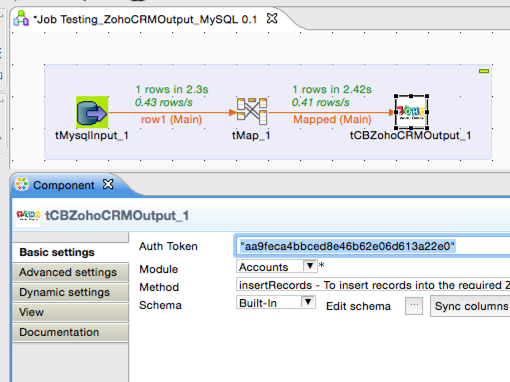 *Job Testing_ZohoCRMOutput_MySQL 0.1
1 rows in 2.3s
0.43 rows/s
row1 (Main)
1 rows in 2.42s
0.41 rows/s
Mapped (Main)
tMysqlInput_1
tMap_1
tCBZohoCRMOutput_1
Component
tCBZohoCRMOutput_1
Basic settings
Advanced settings
Dynamic settings
View
Documentation
Auth Token
"aa9feca4bbced8e46b62e06d613a22e0"
Module
Accounts
*
Method
insertRecords - To insert records into the required Z
Schema
Built-In
Edit schema
...
Sync columns